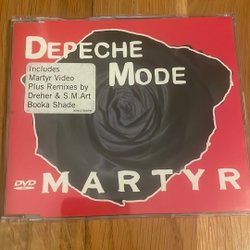 DEPECHE
MODE
Includes
Martyr Video
Plus Remixes by
Dreher & S.M.Art
Booka Shade
DVD
MARTYR